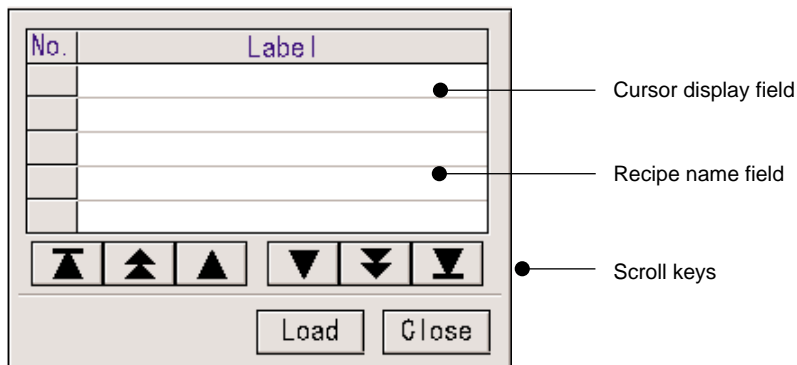 No. Label
Cursor display field
Recipe name field
Scroll keys
Load Close